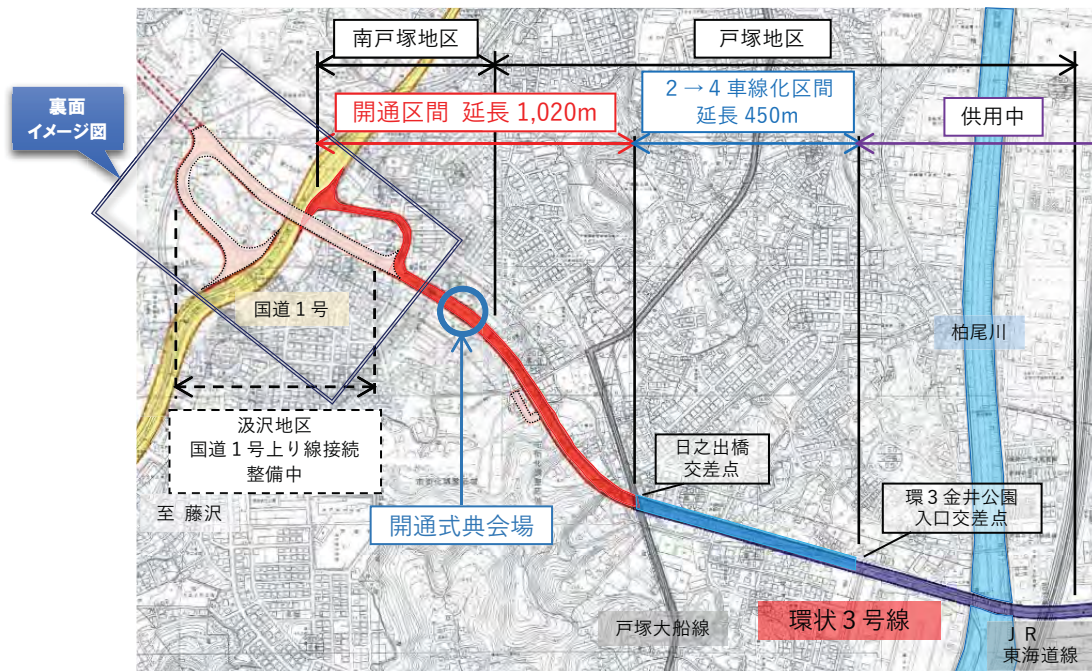 南戸塚地区
戸塚地区
裏面
イメージ図
開通区間 延長 1,020m
2→4車線化区間
延長 450m
供用中
国道1号
柏尾川
汲沢地区
国道1号上り線接続
整備中
至 藤沢
開通式典会場
日之出橋
交差点
環3金井公園
入口交差点
戸塚大船線
環状3号線
JR
東海道線